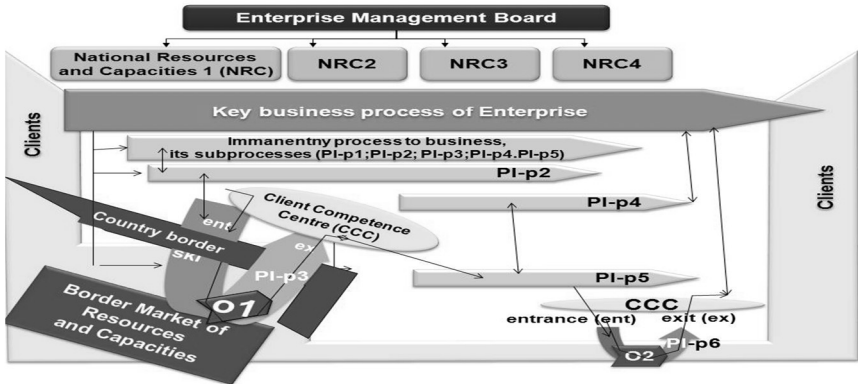 Enterprise Management Board
National Resources
and Capacities 1 (NRC)
NRC2
NRC3
NRC4
Clients
Key business process of Enterprise
Immanentny process to business,
its subprocesses (PI-p1;PI-p2; PI-p3;PI-p4.PI-p5)
PI-p2
Client Competence
Centre (CCC)
PI-p4
Clients
Country border
ent
ski
ex
PI-p3
O1
PI-p5
Border Market of
Resources
and Capacities
CCC
entrance (ent)
exit (ex)
PI-p6
O2